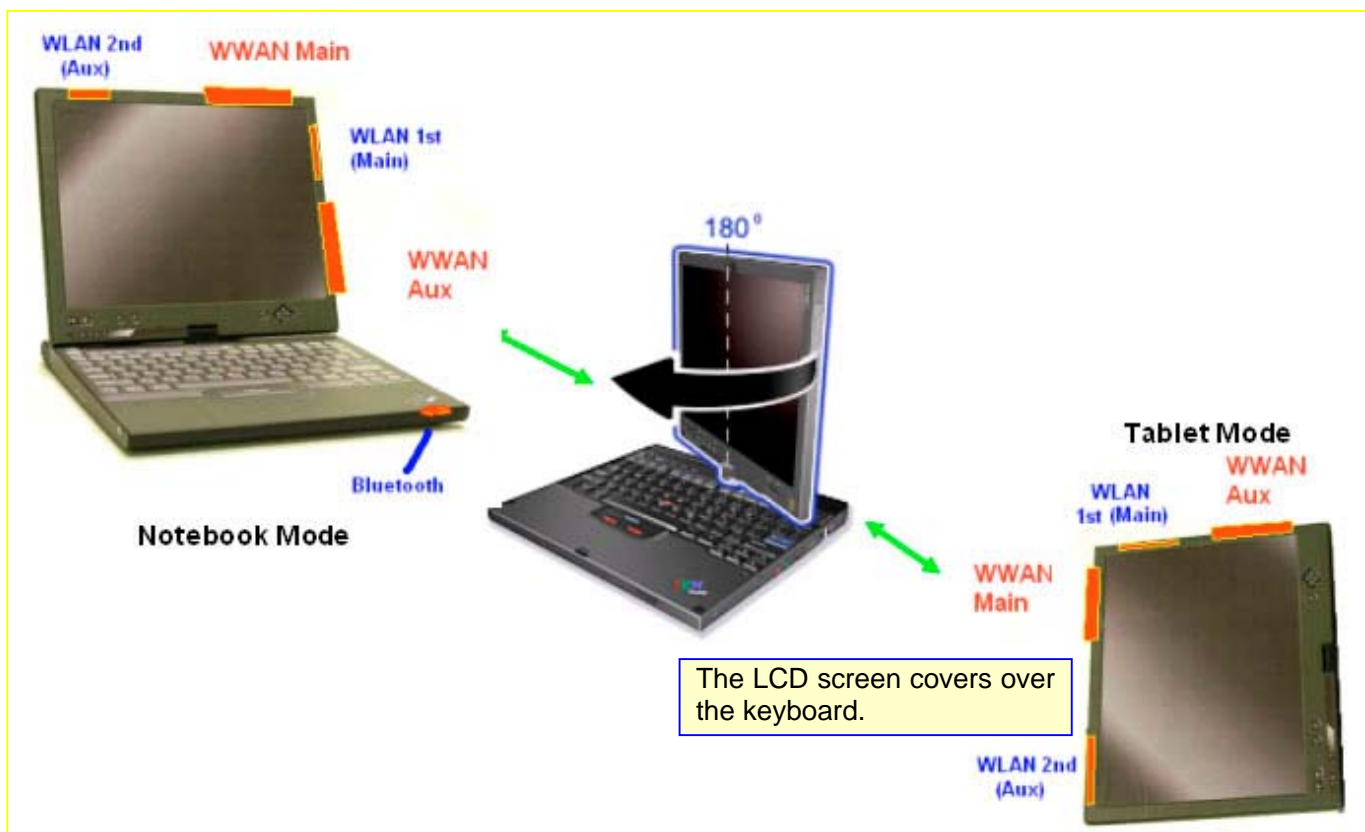 WLAN 2nd
(Aux)
WWAN Main
WLAN 1st
(Main)
WWAN
Aux
Bluetooth
Notebook Mode
180°
Tablet Mode
WWAN
Aux
WLAN
1st (Main)
WWAN
Main
The LCD screen covers over
the keyboard.
WLAN 2nd
(Aux)